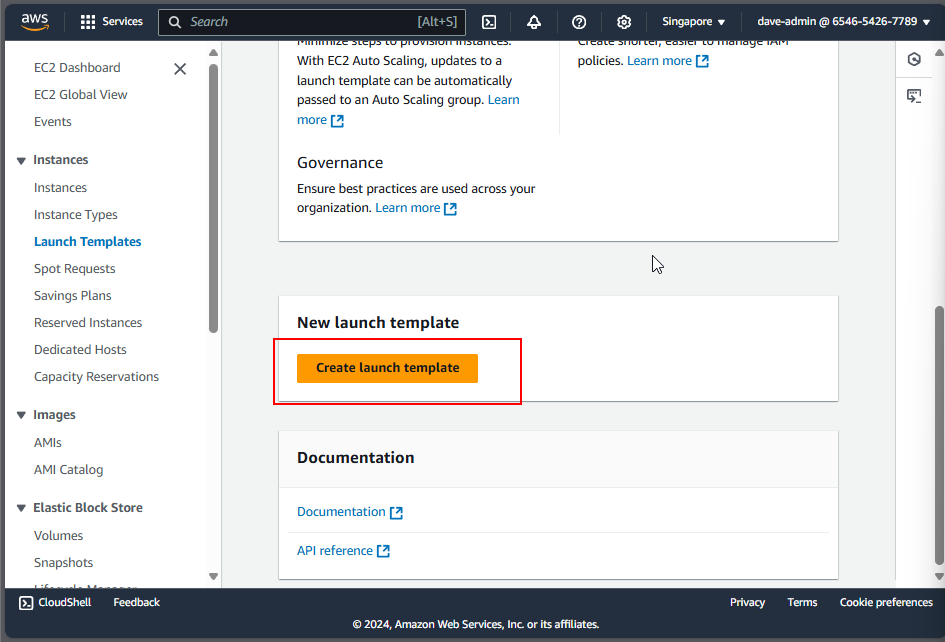 aws
Services
Search
[Alt+S]
Singapore
dave-admin @ 6546-5426-7789
EC2 Dashboard
EC2 Global View
Events
Instances
Instances
Instance Types
Launch Templates
Spot Requests
Savings Plans
Reserved Instances
Dedicated Hosts
Capacity Reservations
Images
AMIs
AMI Catalog
Elastic Block Store
Volumes
Snapshots
Lifecycle Manager
Minimize steps to provision instances.
With EC2 Auto Scaling, updates to a
launch template can be automatically
passed to an Auto Scaling group. Learn
more
Create shorter, easier to manage IAM
policies. Learn more
Governance
Ensure best practices are used across your
organization. Learn more
New launch template
Create launch template
Documentation
Documentation
API reference
CloudShell
Feedback
Privacy
Terms
Cookie preferences
© 2024, Amazon Web Services, Inc. or its affiliates.